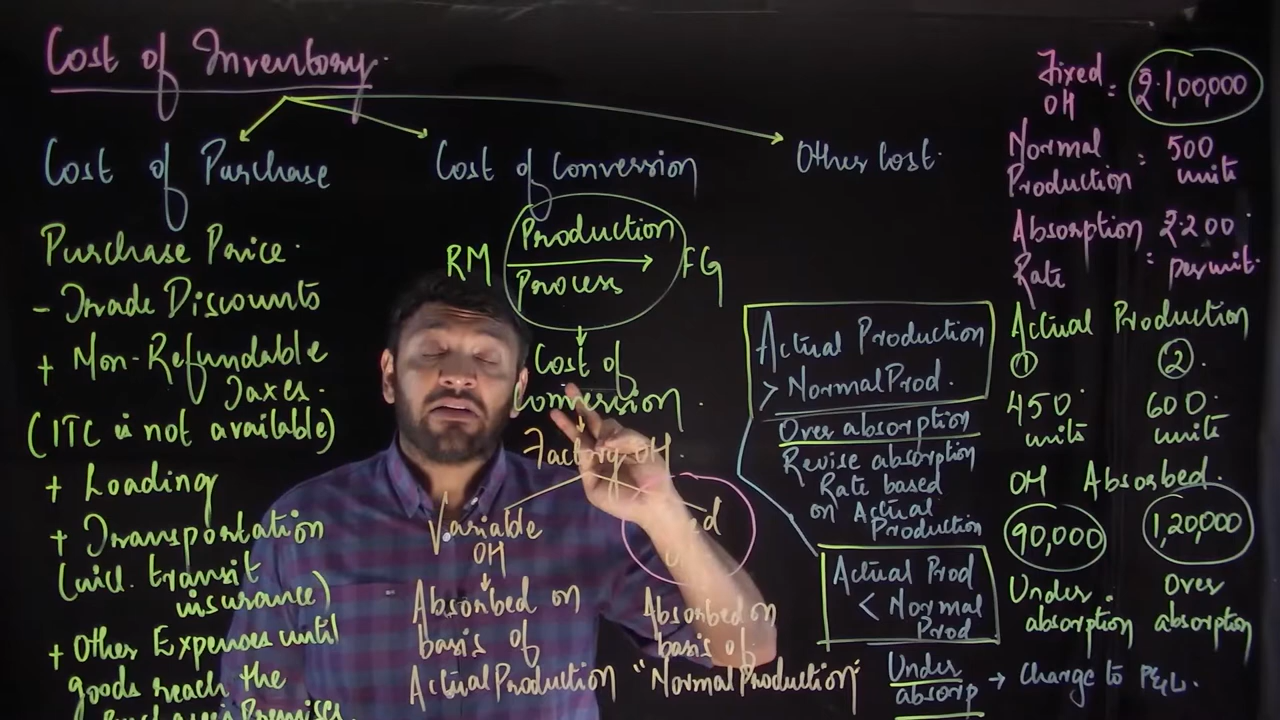 Cost of Inventory.
Cost of Purchase
Purchase Price.
- Trade Discounts
+ Non-Refundable
Taxes.
(ITC is not available)
+ Loading
+ Transportation
(incl. transit
insurance)
+ Other Expenses until
goods reach the
Purchaser's Premises.
Cost of Conversion
RM Production Process FG
Cost of
Conversion.
Factory OH.
Variable
OH
Absorbed on
basis of
Actual Production
Absorbed on
basis of
"Normal Production"
Other Cost.
Actual Production
> Normal Prod.
Over absorption
Revise absorption
Rate based
on Actual
Production
Actual Prod
< Normal
Prod
Under
absorp → Charge to P&L.
Fixed
OH = ₹.1,00,000
Normal
Production : 500
units
Absorption
Rate : ₹.200
per unit.
Actual Production
① ②
450 600
units units
OH Absorbed.
90,000 1,20,000
Under
absorption
Over
absorption